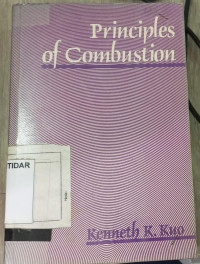 Principles
of Combustion
TIDAR
Kenneth K. Kuo